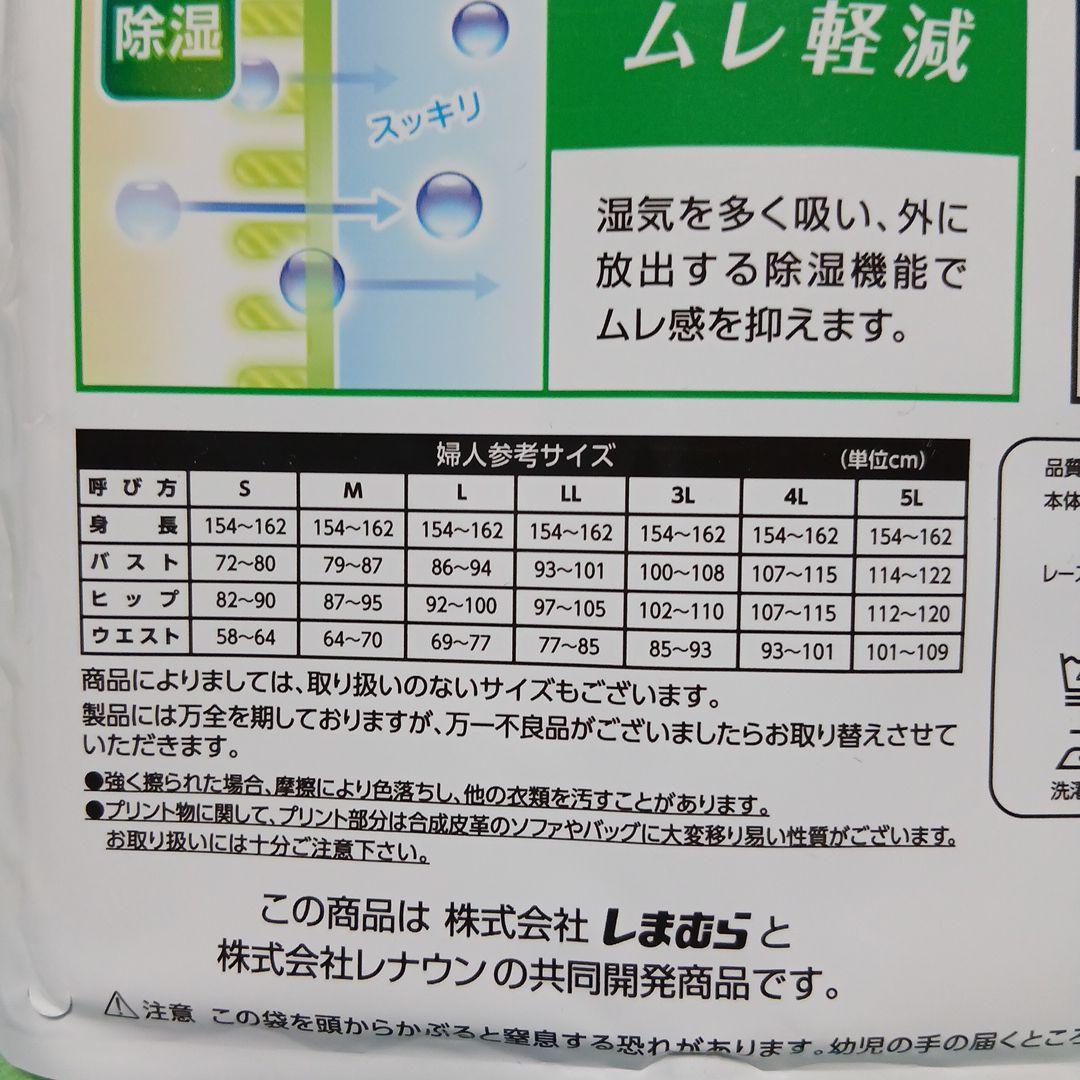 除湿
スッキリ
ムレ軽減
湿気を多く吸い、外に
放出する除湿機能で
ムレ感を抑えます。
婦人参考サイズ (単位cm)
呼び方 S M L LL 3L 4L 5L
身長 154〜162 154〜162 154〜162 154〜162 154〜162 154〜162 154〜162
バスト 72〜80 79〜87 86〜94 93〜101 100〜108 107〜115 114〜122
ヒップ 82〜90 87〜95 92〜100 97〜105 102〜110 107〜115 112〜120
ウエスト 58〜64 64〜70 69〜77 77〜85 85〜93 93〜101 101〜109
商品によりましては、取り扱いのないサイズもございます。
製品には万全を期しておりますが、万一不良品がございましたらお取り替えさせて
いただきます。
●強く擦られた場合、摩擦により色落ちし、他の衣類を汚すことがあります。
●プリント物に関して、プリント部分は合成皮革のソファやバッグに大変移り易い性質がございます。
お取り扱いには十分ご注意下さい。
この商品は 株式会社 しまむらと
株式会社レナウンの共同開発商品です。
⚠注意 この袋を頭からかぶると窒息する恐れがあります。幼児の手の届くところ
品質
本体
レース
洗濯